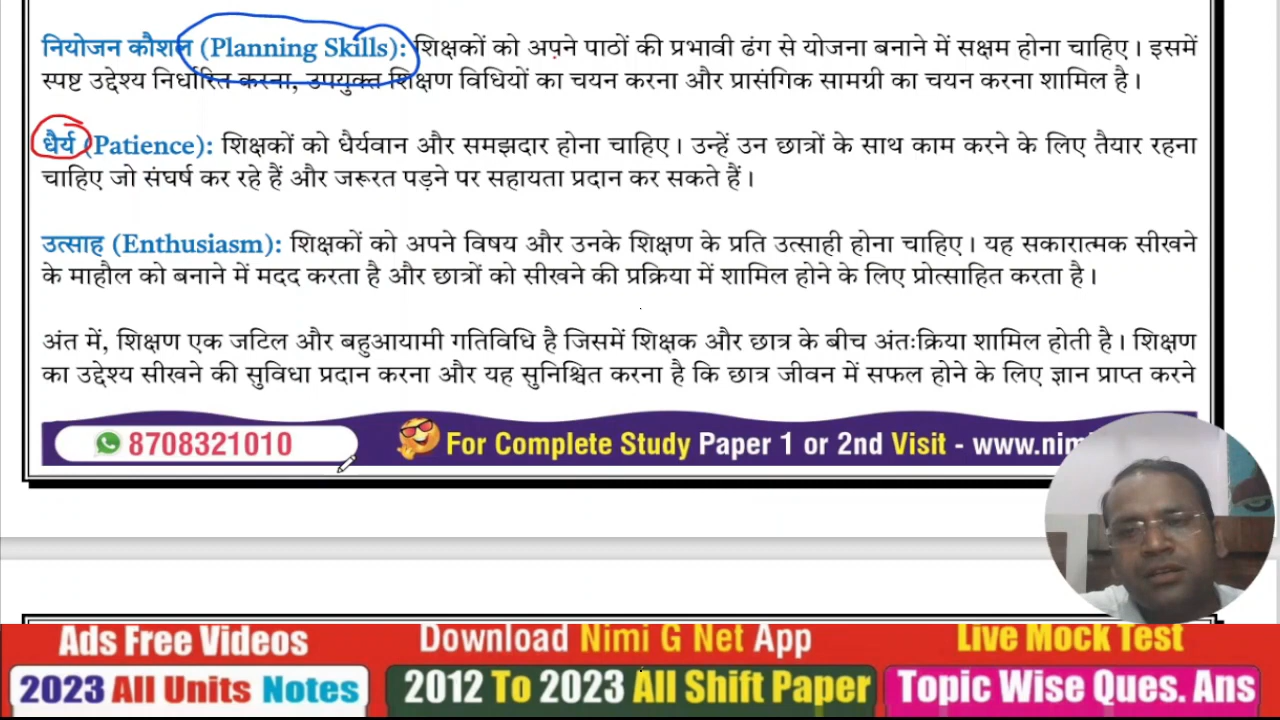 नियोजन कौशल (Planning Skills): शिक्षकों को अपने पाठों की प्रभावी ढंग से योजना बनाने में सक्षम होना चाहिए। इसमें
स्पष्ट उद्देश्य निर्धारित करना, उपयुक्त शिक्षण विधियों का चयन करना और प्रासंगिक सामग्री का चयन करना शामिल है।
धैर्य (Patience): शिक्षकों को धैर्यवान और समझदार होना चाहिए। उन्हें उन छात्रों के साथ काम करने के लिए तैयार रहना
चाहिए जो संघर्ष कर रहे हैं और जरूरत पड़ने पर सहायता प्रदान कर सकते हैं।
उत्साह (Enthusiasm): शिक्षकों को अपने विषय और उनके शिक्षण के प्रति उत्साही होना चाहिए। यह सकारात्मक सीखने
के माहौल को बनाने में मदद करता है और छात्रों को सीखने की प्रक्रिया में शामिल होने के लिए प्रोत्साहित करता है।
अंत में, शिक्षण एक जटिल और बहुआयामी गतिविधि है जिसमें शिक्षक और छात्र के बीच अंतःक्रिया शामिल होती है। शिक्षण
का उद्देश्य सीखने की सुविधा प्रदान करना और यह सुनिश्चित करना है कि छात्र जीवन में सफल होने के लिए ज्ञान प्राप्त करने
8708321010 For Complete Study Paper 1 or 2nd Visit - www.nim
Ads Free Videos Download Nimi G Net App Live Mock Test
2023 All Units Notes 2012 To 2023 All Shift Paper Topic Wise Ques. Ans